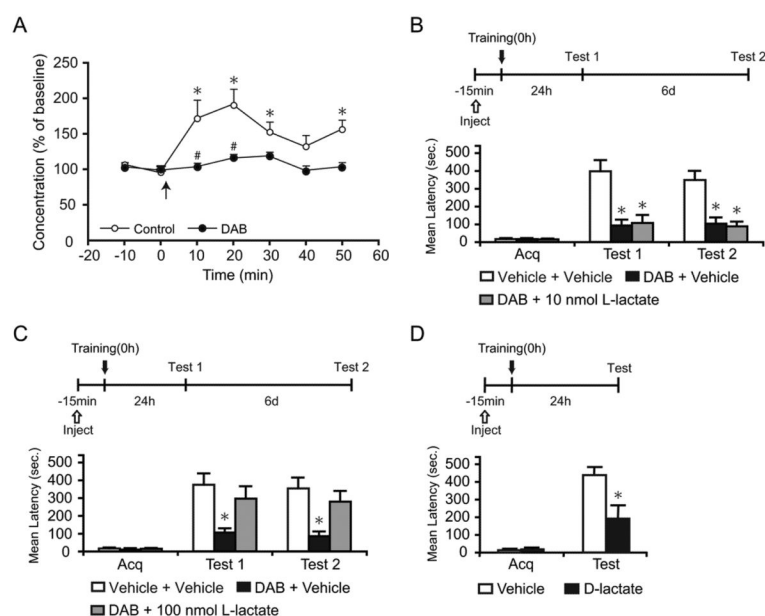 A
Concentration (% of baseline)
250
200
150
100
50
0
* * * *
# #
Control DAB
-20 -10 0 10 20 30 40 50 60
Time (min)
B
Training(0h)
Test 1 Test 2
-15min 24h 6d
Inject
Mean Latency (sec.)
500
400
300
200
100
0
* * * *
Acq Test 1 Test 2
Vehicle + Vehicle DAB + Vehicle
DAB + 10 nmol L-lactate
C
Training(0h)
Test 1 Test 2
-15min 24h 6d
Inject
Mean Latency (sec.)
500
400
300
200
100
0
* *
Acq Test 1 Test 2
Vehicle + Vehicle DAB + Vehicle
DAB + 100 nmol L-lactate
D
Training(0h)
Test
-15min 24h
Inject
Mean Latency (sec.)
500
400
300
200
100
0
*
Acq Test
Vehicle D-lactate